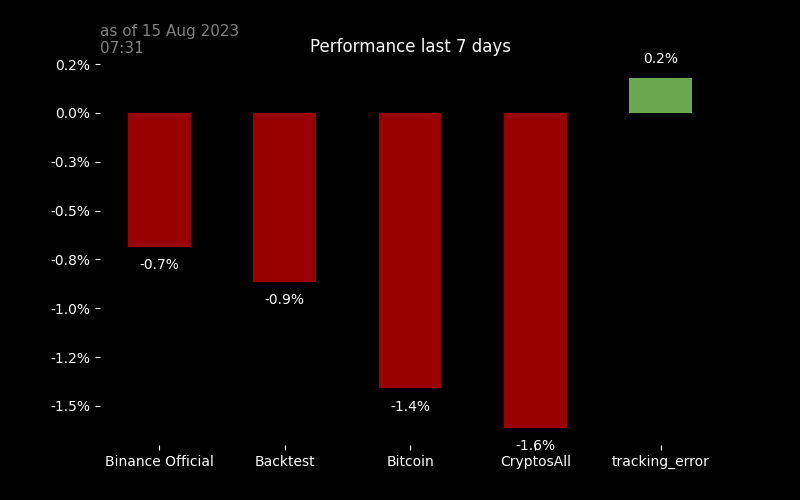 as of 15 Aug 2023
07:31
Performance last 7 days
0.2%
0.2%
0.0%
-0.3%
-0.5%
-0.8%
-0.7%
-0.9%
-1.0%
-1.2%
-1.5%
-1.4%
-1.6%
Binance Official
Backtest
Bitcoin
CryptosAll
tracking_error